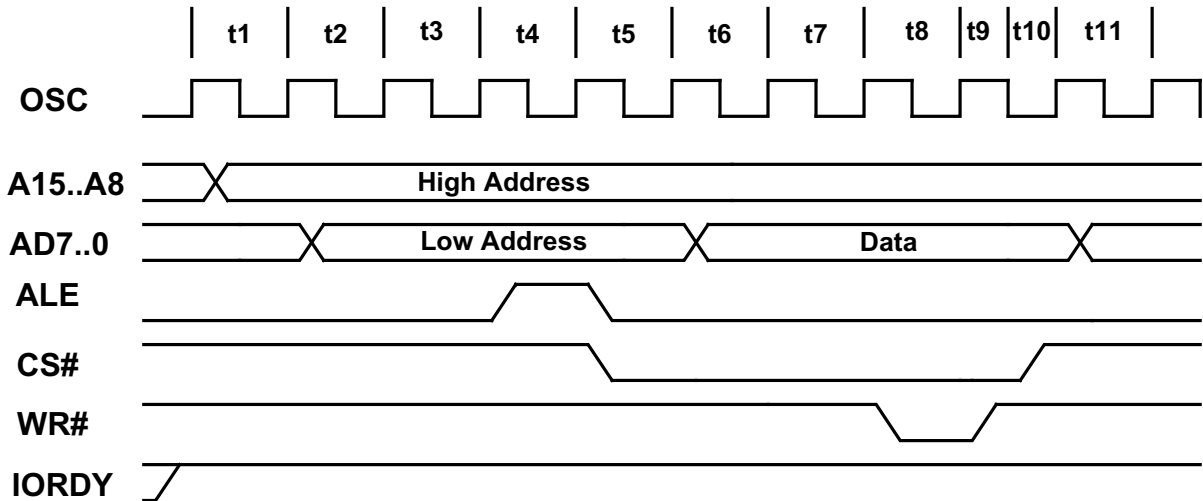 t1 t2 t3 t4 t5 t6 t7 t8 t9 t10 t11
OSC
A15..A8 High Address
AD7..0 Low Address Data
ALE
CS#
WR#
IORDY